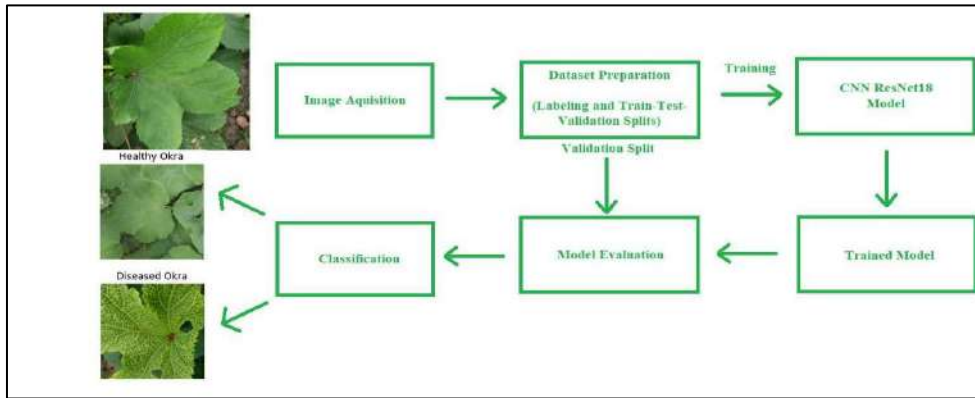 Image Aquisition
Dataset Preparation
(Labeling and Train-Test-
Validation Splits)
Training
CNN ResNet18
Model
Validation Split
Healthy Okra
Classification
Model Evaluation
Trained Model
Diseased Okra